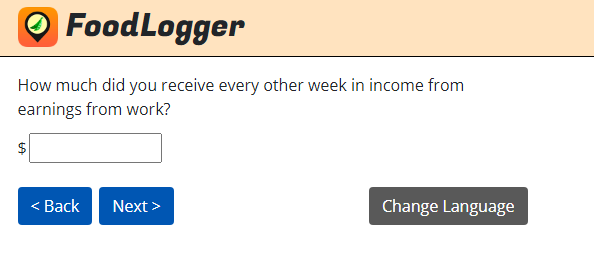 FoodLogger
How much did you receive every other week in income from
earnings from work?
$
< Back
Next >
Change Language